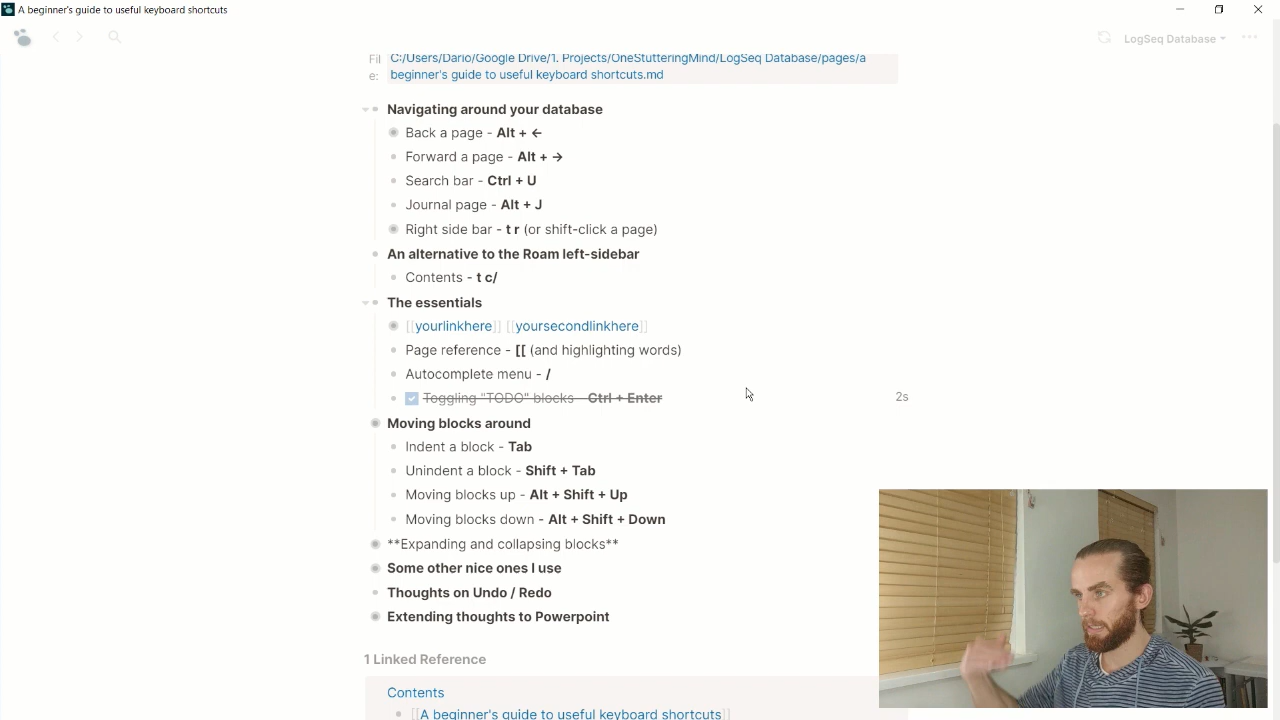 A beginner's guide to useful keyboard shortcuts
LogSeq Database
Fil
e:
C:/Users/Dario/Google Drive/1. Projects/OneStutteringMind/LogSeq Database/pages/a
beginner's guide to useful keyboard shortcuts.md
Navigating around your database
Back a page - Alt + ←
Forward a page - Alt + →
Search bar - Ctrl + U
Journal page - Alt + J
Right side bar - t r (or shift-click a page)
An alternative to the Roam left-sidebar
Contents - t c/
The essentials
[[yourlinkhere]] [[yoursecondlinkhere]]
Page reference - [[ (and highlighting words)
Autocomplete menu - /
Toggling "TODO" blocks - Ctrl + Enter
2s
Moving blocks around
Indent a block - Tab
Unindent a block - Shift + Tab
Moving blocks up - Alt + Shift + Up
Moving blocks down - Alt + Shift + Down
**Expanding and collapsing blocks**
Some other nice ones I use
Thoughts on Undo / Redo
Extending thoughts to Powerpoint
1 Linked Reference
Contents
[[A beginner's guide to useful keyboard shortcuts]]